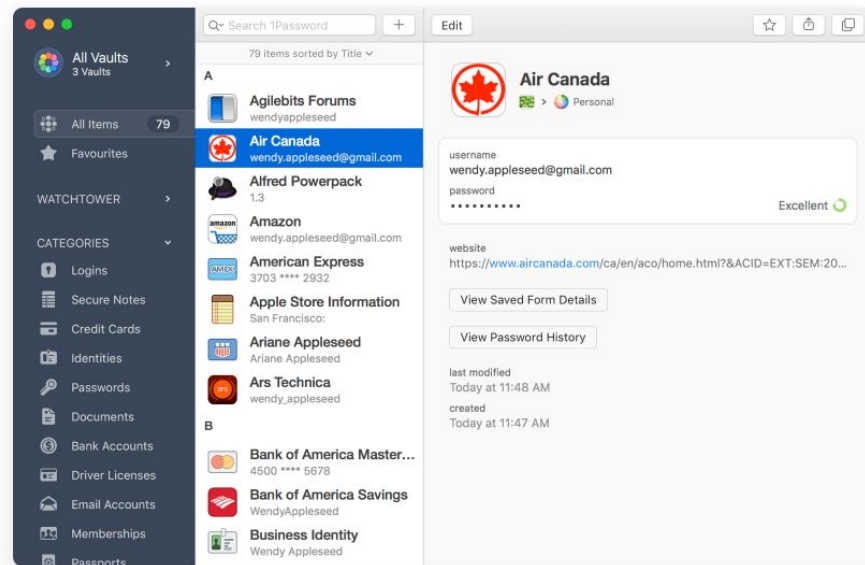 All Vaults
3 Vaults
All Items 79
Favourites
WATCHTOWER
CATEGORIES
Logins
Secure Notes
Credit Cards
Identities
Passwords
Documents
Bank Accounts
Driver Licenses
Email Accounts
Memberships
Passports
Search 1Password
79 items sorted by Title
A
Agilebits Forums
wendyappleseed
Air Canada
wendy.appleseed@gmail.com
Alfred Powerpack
1.3
amazon
Amazon
wendy.appleseed@gmail.com
AMEX
American Express
3703 **** 2932
Apple Store Information
San Francisco:
Ariane Appleseed
Ariane Appleseed
ars
Ars Technica
wendy_appleseed
B
Bank of America Master...
4500 **** 5678
Bank of America Savings
WendyAppleseed
Business Identity
Wendy Appleseed
Edit
Air Canada
Personal
username
wendy.appleseed@gmail.com
password
•••••••••• Excellent
website
https://www.aircanada.com/ca/en/aco/home.html?&ACID=EXT:SEM:20...
View Saved Form Details
View Password History
last modified
Today at 11:48 AM
created
Today at 11:47 AM